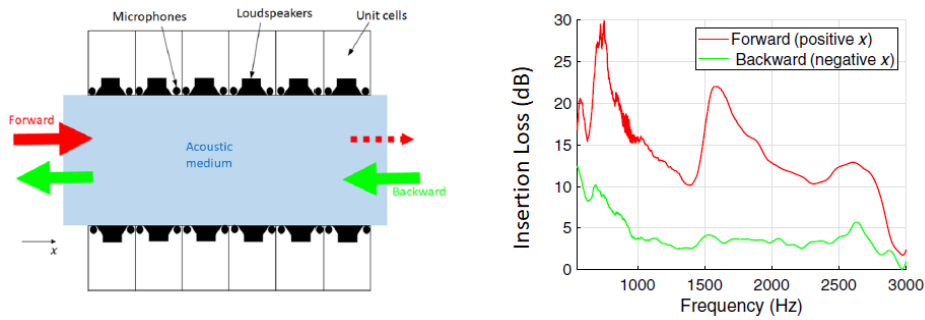 Microphones
Loudspeakers
Unit cells
Forward
Acoustic
medium
Backward
x
Insertion Loss (dB)
30
25
20
15
10
5
0
Forward (positive x)
Backward (negative x)
1000
1500
2000
2500
3000
Frequency (Hz)